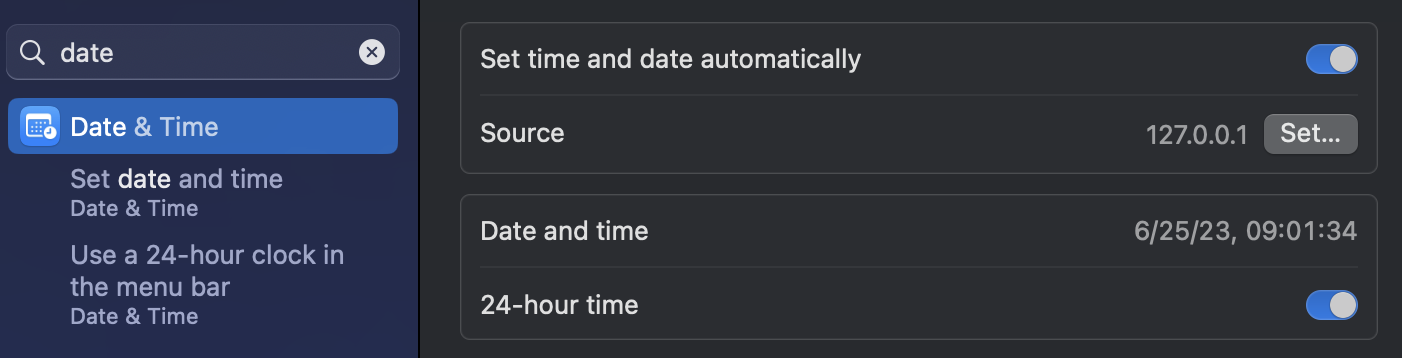 date
Date & Time
Set date and time
Date & Time
Use a 24-hour clock in
the menu bar
Date & Time
Set time and date automatically
Source 127.0.0.1 Set...
Date and time 6/25/23, 09:01:34
24-hour time